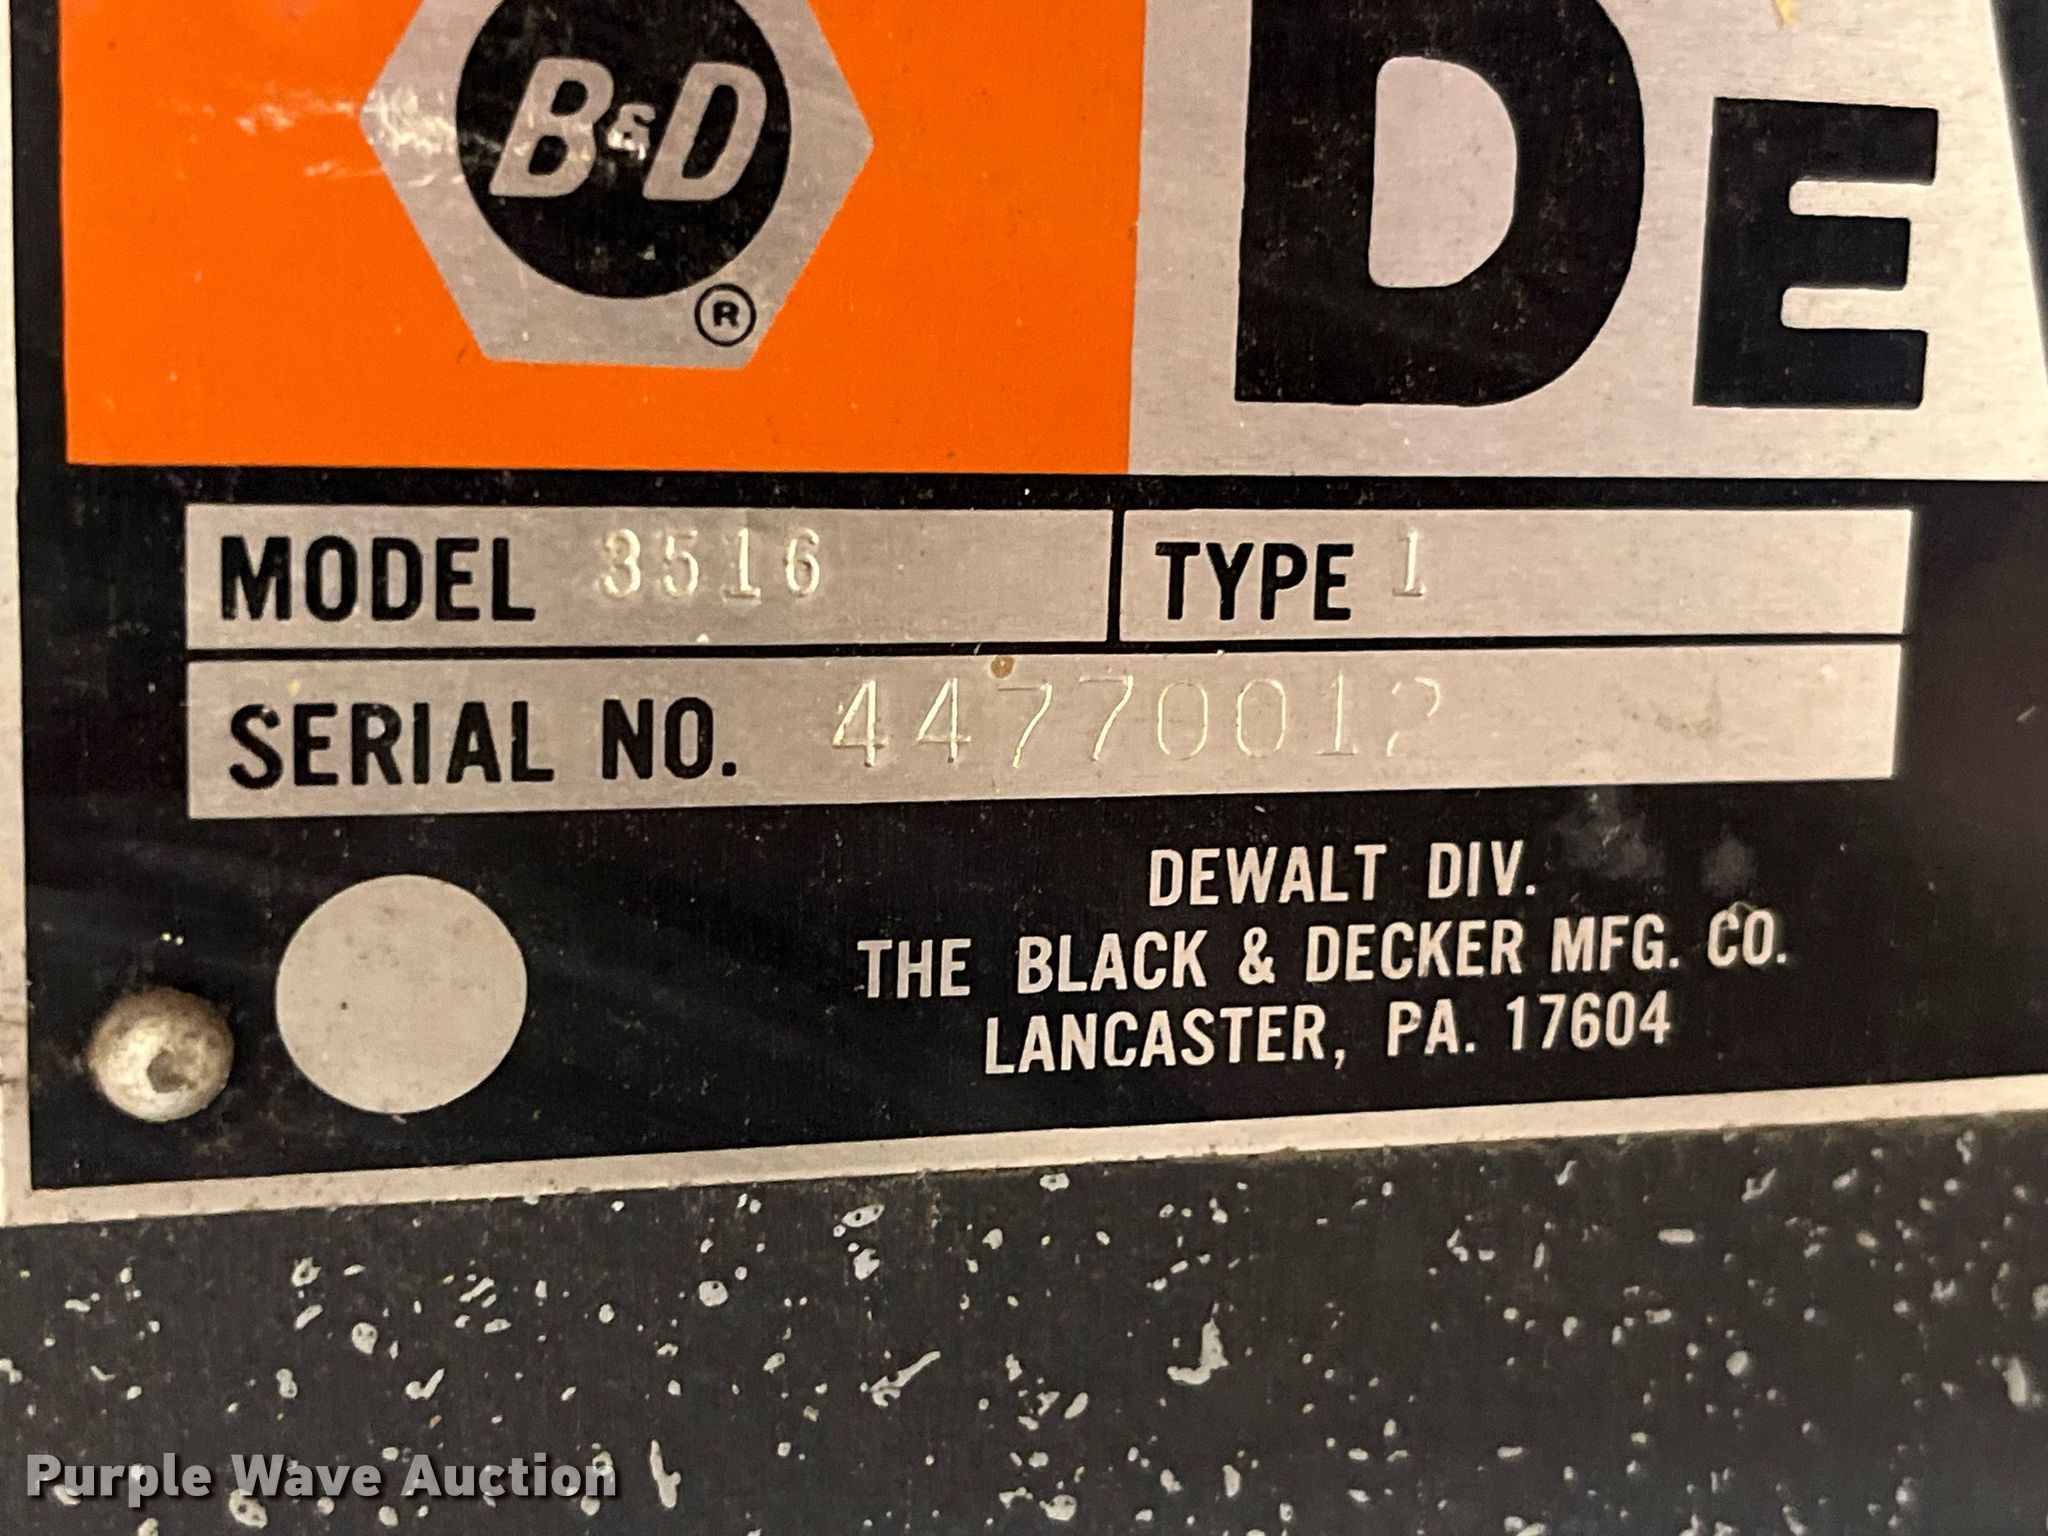 B&D
®
DE
MODEL 3516 TYPE 1
SERIAL NO. 44770012
DEWALT DIV.
THE BLACK & DECKER MFG. CO.
LANCASTER, PA. 17604
Purple Wave Auction